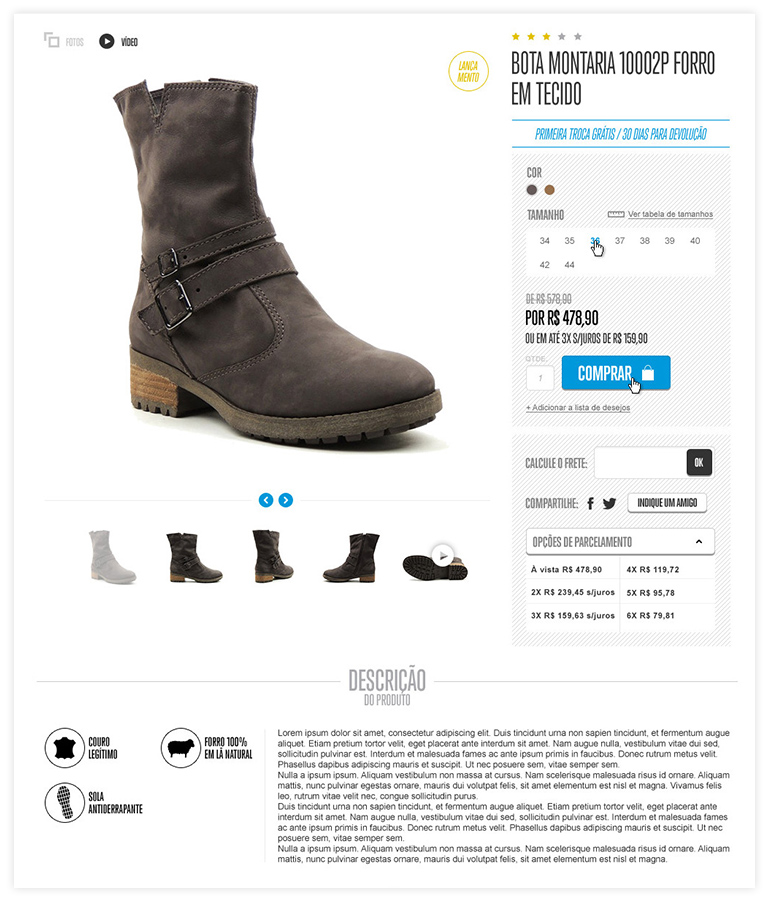 FOTOS
VÍDEO
LANÇA
MENTO
BOTA MONTARIA 10002P FORRO
EM TECIDO
PRIMEIRA TROCA GRÁTIS / 30 DIAS PARA DEVOLUÇÃO
COR
TAMANHO
Ver tabela de tamanhos
34 35 36 37 38 39 40
42 44
DE R$ 578,90
POR R$ 478,90
OU EM ATÉ 3X S/JUROS DE R$ 159,90
QTDE.
1
COMPRAR
+ Adicionar a lista de desejos
CALCULE O FRETE:
OK
COMPARTILHE:
INDIQUE UM AMIGO
OPÇÕES DE PARCELAMENTO
À vista R$ 478,90 4X R$ 119,72
2X R$ 239,45 s/juros 5X R$ 95,78
3X R$ 159,63 s/juros 6X R$ 79,81
DESCRIÇÃO
DO PRODUTO
COURO
LEGÍTIMO
FORRO 100%
EM LÃ NATURAL
SOLA
ANTIDERRAPANTE
Lorem ipsum dolor sit amet, consectetur adipiscing elit. Duis tincidunt urna non sapien tincidunt, et fermentum augue
aliquet. Etiam pretium tortor velit, eget placerat ante interdum sit amet. Nam augue nulla, vestibulum vitae dui sed,
sollicitudin pulvinar est. Interdum et malesuada fames ac ante ipsum primis in faucibus. Donec rutrum metus velit.
Phasellus dapibus adipiscing mauris et suscipit. Ut nec posuere sem, vitae semper sem.
Nulla a ipsum ipsum. Aliquam vestibulum non massa at cursus. Nam scelerisque malesuada risus id ornare. Aliquam
mattis, nunc pulvinar egestas ornare, mauris dui volutpat felis, sit amet elementum est nisl et magna. Vivamus felis
leo, rutrum vitae velit nec, congue sollicitudin purus.
Duis tincidunt urna non sapien tincidunt, et fermentum augue aliquet. Etiam pretium tortor velit, eget placerat ante
interdum sit amet. Nam augue nulla, vestibulum vitae dui sed, sollicitudin pulvinar est. Interdum et malesuada fames
ac ante ipsum primis in faucibus. Donec rutrum metus velit. Phasellus dapibus adipiscing mauris et suscipit. Ut nec
posuere sem, vitae semper sem.
Nulla a ipsum ipsum. Aliquam vestibulum non massa at cursus. Nam scelerisque malesuada risus id ornare. Aliquam
mattis, nunc pulvinar egestas ornare, mauris dui volutpat felis, sit amet elementum est nisl et magna.